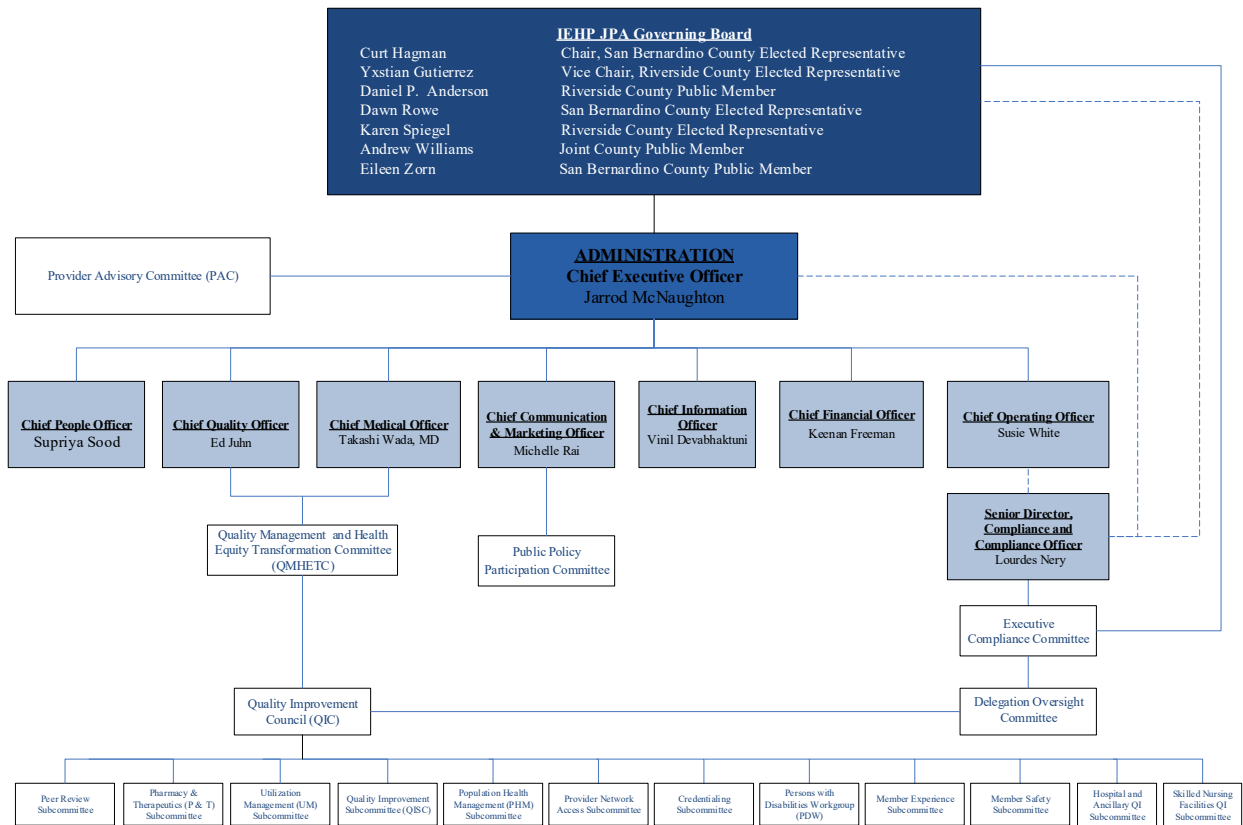 IEHP JPA Governing Board
Curt Hagman Chair, San Bernardino County Elected Representative
Yxstian Gutierrez Vice Chair, Riverside County Elected Representative
Daniel P. Anderson Riverside County Public Member
Dawn Rowe San Bernardino County Elected Representative
Karen Spiegel Riverside County Elected Representative
Andrew Williams Joint County Public Member
Eileen Zorn San Bernardino County Public Member
Provider Advisory Committee (PAC)
ADMINISTRATION
Chief Executive Officer
Jarrod McNaughton
Chief People Officer
Supriya Sood
Chief Quality Officer
Ed Juhn
Chief Medical Officer
Takashi Wada, MD
Chief Communication
& Marketing Officer
Michelle Rai
Chief Information
Officer
Vinil Devabhaktuni
Chief Financial Officer
Keenan Freeman
Chief Operating Officer
Susie White
Quality Management and Health
Equity Transformation Committee
(QMHETC)
Public Policy
Participation Committee
Senior Director,
Compliance and
Compliance Officer
Lourdes Nery
Executive
Compliance Committee
Quality Improvement
Council (QIC)
Delegation Oversight
Committee
Peer Review
Subcommittee
Pharmacy &
Therapeutics (P & T)
Subcommittee
Utilization
Management (UM)
Subcommittee
Quality Improvement
Subcommittee (QISC)
Population Health
Management (PHM)
Subcommittee
Provider Network
Access Subcommittee
Credentialing
Subcommittee
Persons with
Disabilities Workgroup
(PDW)
Member Experience
Subcommittee
Member Safety
Subcommittee
Hospital and
Ancillary QI
Subcommittee
Skilled Nursing
Facilities QI
Subcommittee